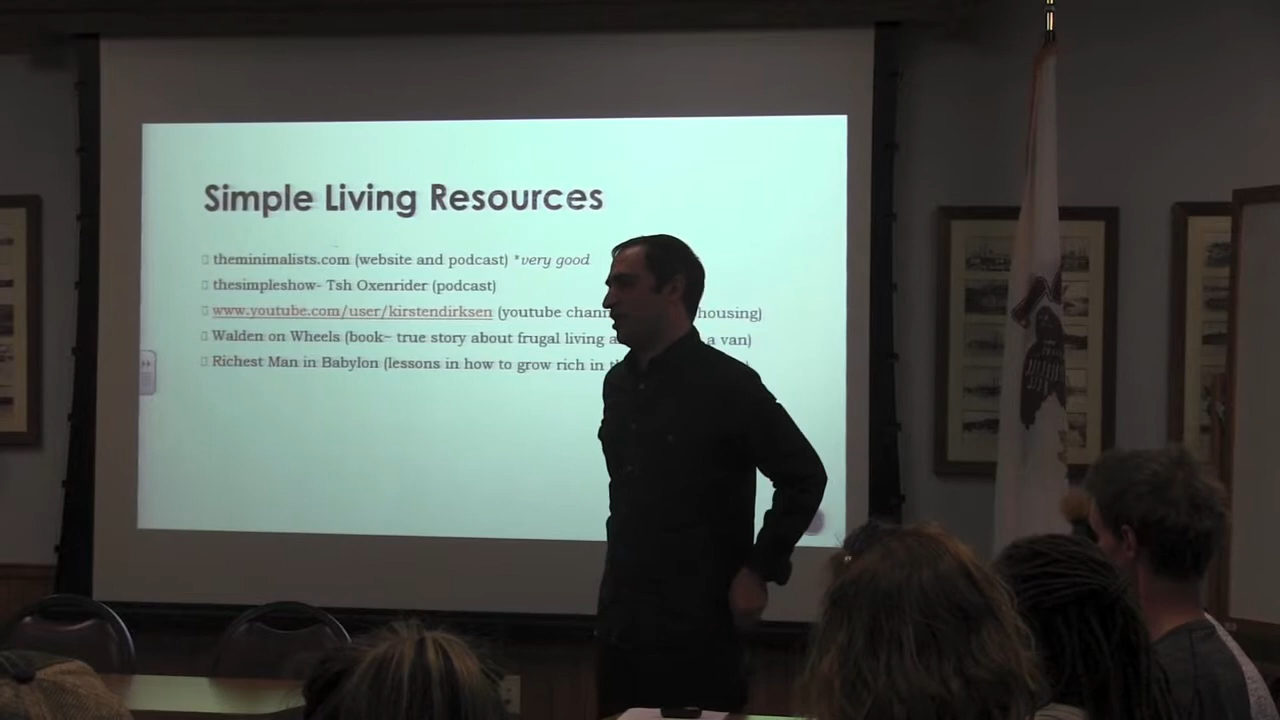 Simple Living Resources
theminimalists.com (website and podcast) *very good
thesimpleshow- Tsh Oxenrider (podcast)
www.youtube.com/user/kirstendirksen (youtube housing)
Walden on Wheels (book– true story about frugal living a van)
Richest Man in Babylon (lessons in how to grow rich in